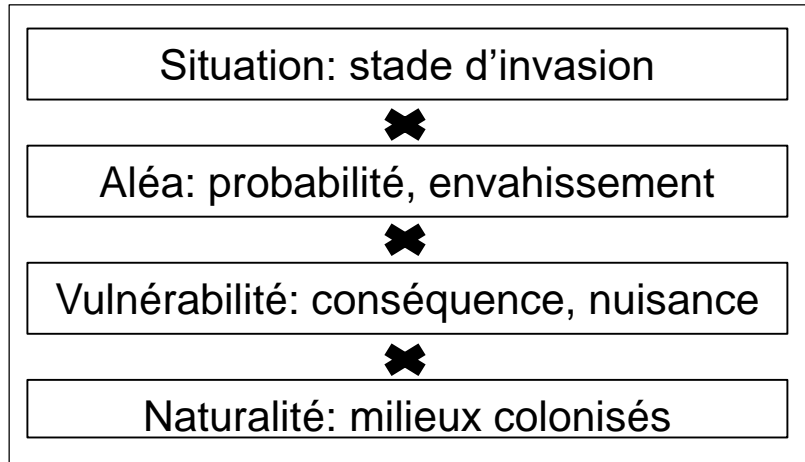 Situation: stade d’invasion
Aléa: probabilité, envahissement
Vulnérabilité: conséquence, nuisance
Naturalité: milieux colonisés